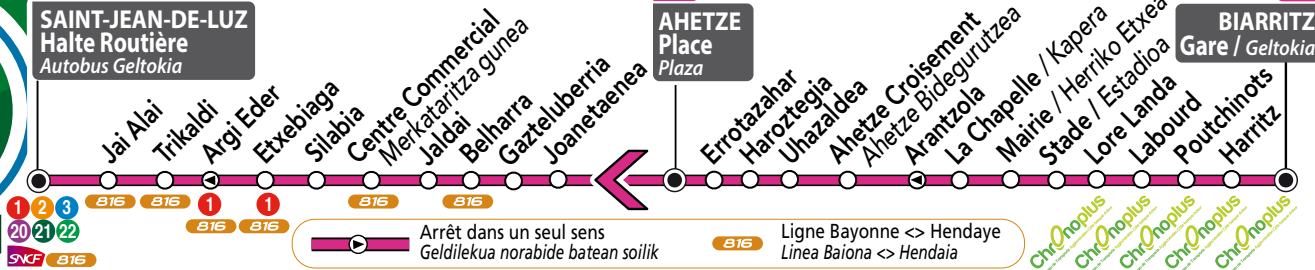 SAINT-JEAN-DE-LUZ
Halte Routière
Autobus Geltokia
Jai Alai
Trikaldi
Argi Eder
Etxebiaga
Silabia
Centre Commercial
Merkataritza gunea
Jaldai
Belharra
Gazteluberria
Joanetaenea
AHETZE
Place
Plaza
Errotazahar
Haroztegia
Uhazaldea
Ahetze Croisement
Ahetze Bidegurutzea
Arantzola
La Chapelle / Kapera
Mairie / Herriko Etxea
Stade / Estadioa
Lore Landa
Labourd
Poutchinots
Harritz
BIARRITZ
Gare / Geltokia
1 2 3
20 21 22
SNCF 816
816
816
1
816
1
816
816
816
Arrêt dans un seul sens
Geldilekua norabide batean soilik
816
Ligne Bayonne <> Hendaye
Linea Baiona <> Hendaia
Chronoplus
Chronoplus
Chronoplus
Chronoplus
Chronoplus